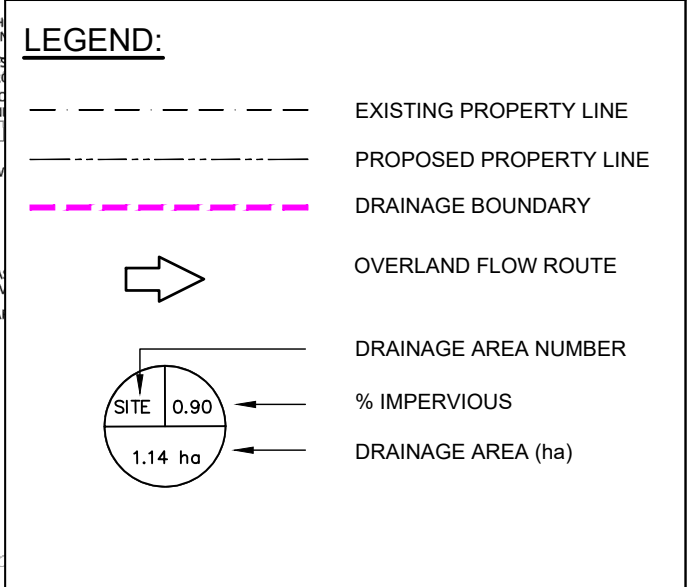 LEGEND:
EXISTING PROPERTY LINE
PROPOSED PROPERTY LINE
DRAINAGE BOUNDARY
OVERLAND FLOW ROUTE
DRAINAGE AREA NUMBER
SITE 0.90 % IMPERVIOUS
1.14 ha DRAINAGE AREA (ha)